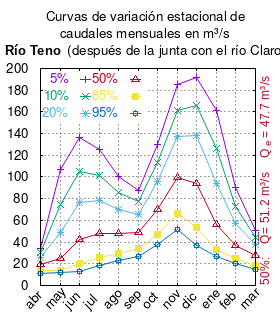 Curvas de variación estacional de
caudales mensuales en m³/s
Río Teno (después de la junta con el río Claro
200
180
160
140
120
100
80
60
40
20
0
5%
50%
10%
85%
20%
95%
abr
may
jun
jul
ago
sep
oct
nov
dic
ene
feb
mar
50%: Q= 51.2 m³/s Q e = 47.7 m³/s